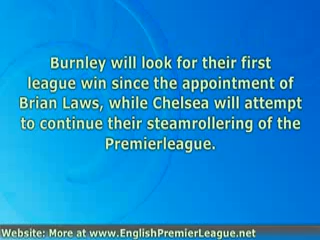 Burnley will look for their first
league win since the appointment of
Brian Laws, while Chelsea will attempt
to continue their steamrollering of the
Premierleague.
Website: More at www.EnglishPremierLeague.net